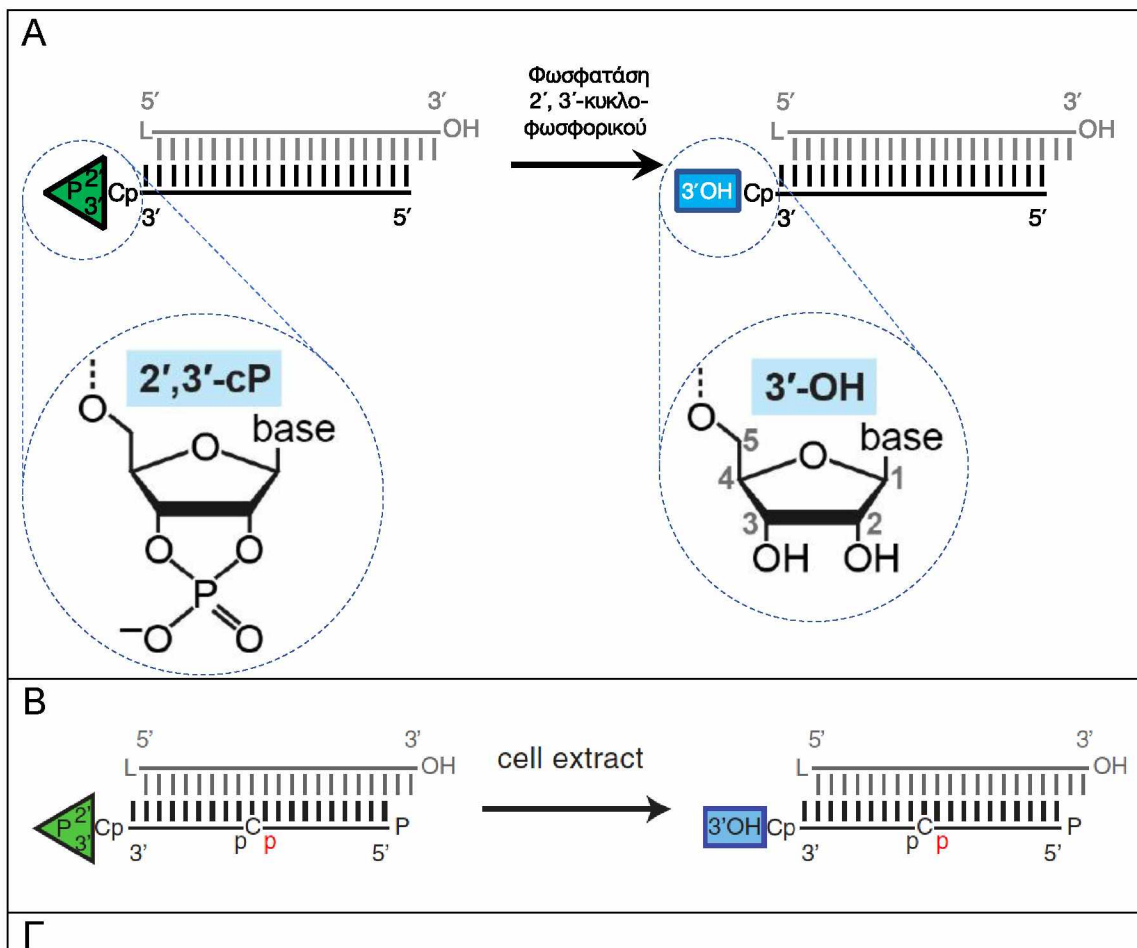 A
Φωσφατάση
2′, 3′-κυκλο-
φωσφορικού
5′ 3′
L OH
P 2′ 3′ Cp
3′ 5′
5′ 3′
L OH
3′OH Cp
3′ 5′
2′,3′-cP
O
O base
O O
P
−O O
3′-OH
O
5 O base
4 1
3 2
OH OH
B
cell extract
5’ 3’
L OH
P 2’ 3’ Cp C P
p p
3’ 5’
5’ 3’
L OH
3’OH Cp C P
p p
3’ 5’
Γ